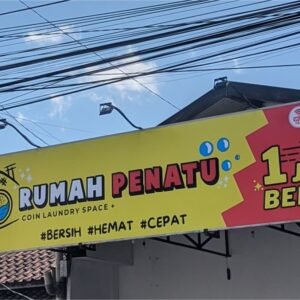 RUMAH PENATU
COIN LAUNDRY SPACE +
#BERSIH #HEMAT #CEPAT
1
BE